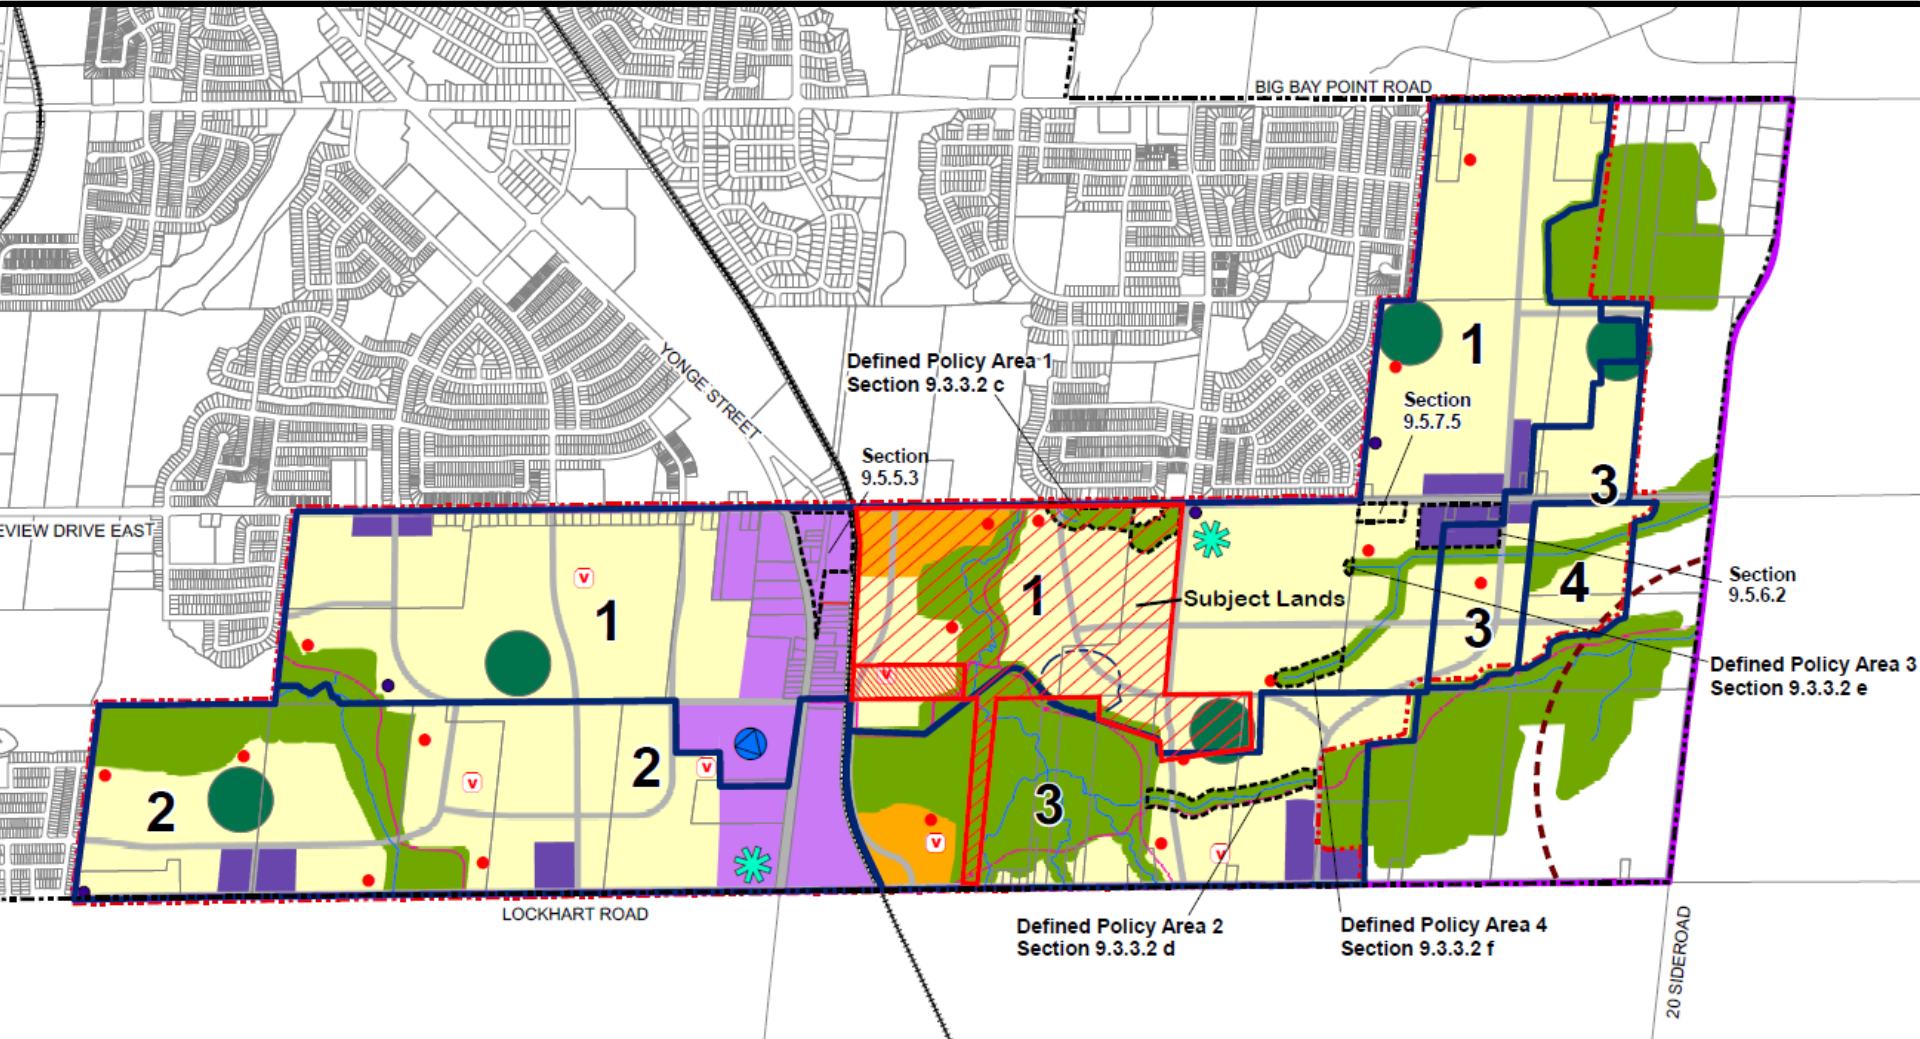 BIG BAY POINT ROAD
YONGE STREET
Defined Policy Area 1
Section 9.3.3.2 c
Section
9.5.7.5
Section
9.5.5.3
EVIEW DRIVE EAST
1
1
1
3
4
3
Subject Lands
Section
9.5.6.2
Defined Policy Area 3
Section 9.3.3.2 e
v
v
2
2
v
v
3
v
v
LOCKHART ROAD
Defined Policy Area 2
Section 9.3.3.2 d
Defined Policy Area 4
Section 9.3.3.2 f
20 SIDEROAD